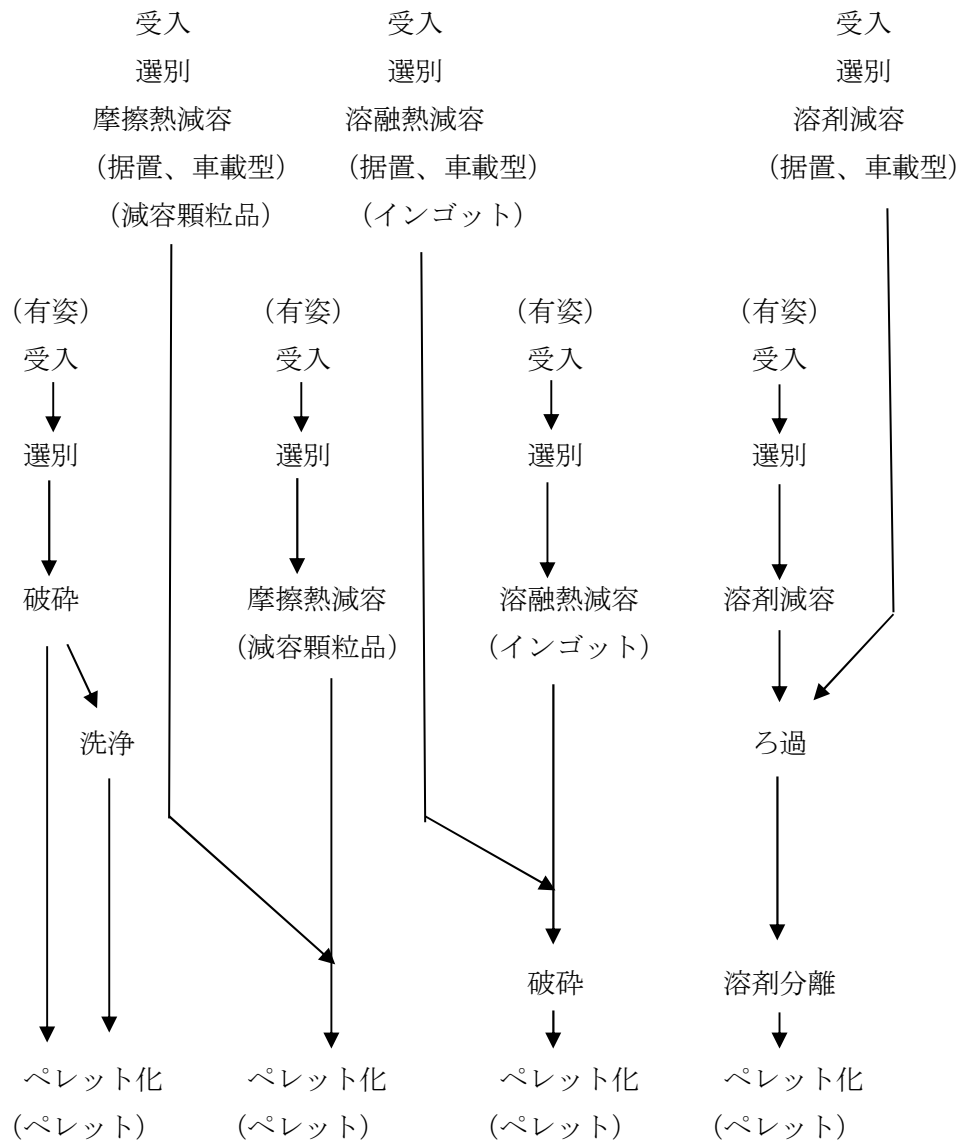 受入 受入 受入
選別 選別 選別
摩擦熱減容 溶融熱減容 溶剤減容
（据置、車載型） （据置、車載型） （据置、車載型）
（減容顆粒品） （インゴット）
（有姿） （有姿） （有姿） （有姿）
受入 受入 受入 受入
選別 選別 選別 選別
破砕 摩擦熱減容 溶融熱減容 溶剤減容
（減容顆粒品） （インゴット）
洗浄 ろ過
破砕 溶剤分離
ペレット化 ペレット化 ペレット化 ペレット化
（ペレット） （ペレット） （ペレット） （ペレット）